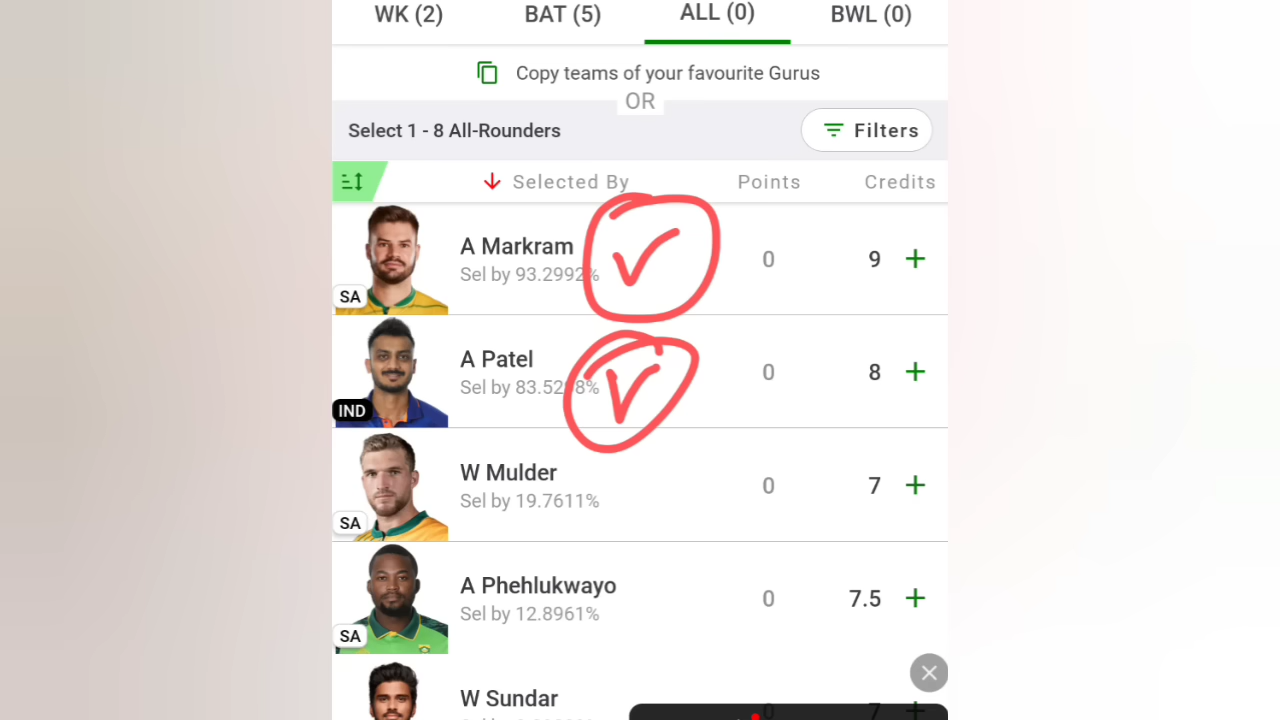 WK (2) BAT (5) ALL (0) BWL (0)
Copy teams of your favourite Gurus
OR
Select 1 - 8 All-Rounders Filters
Selected By Points Credits
A Markram
Sel by 93.2992% 0 9 +
SA
A Patel
Sel by 83.5298% 0 8 +
IND
W Mulder
Sel by 19.7611% 0 7 +
SA
A Phehlukwayo
Sel by 12.8961% 0 7.5 +
SA
W Sundar
0 7 +